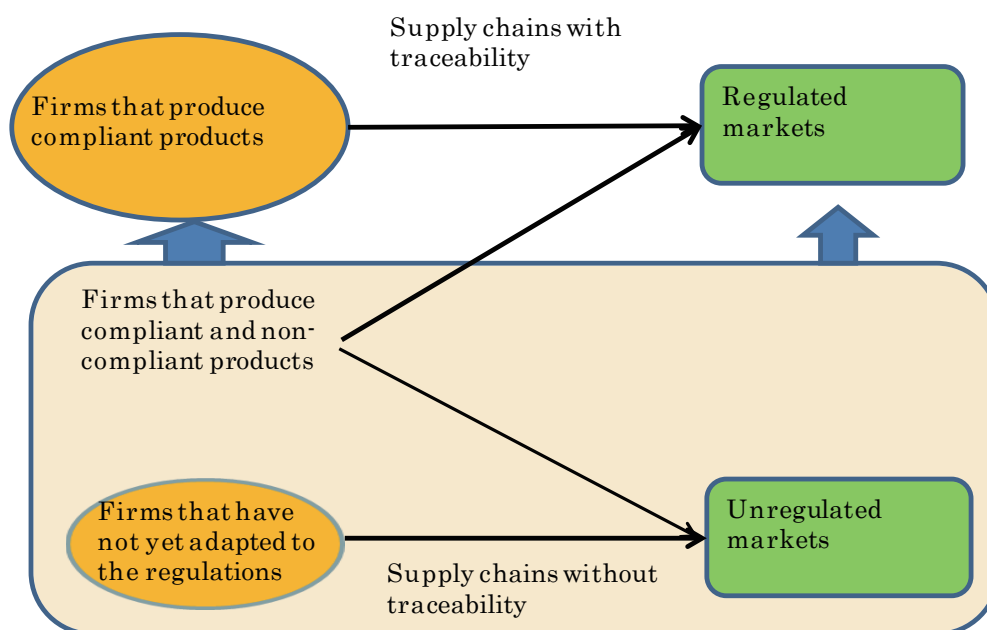 Supply chains with
traceability
Firms that produce
compliant products
Regulated
markets
Firms that produce
compliant and non-
compliant products
Firms that have
not yet adapted to
the regulations
Unregulated
markets
Supply chains without
traceability